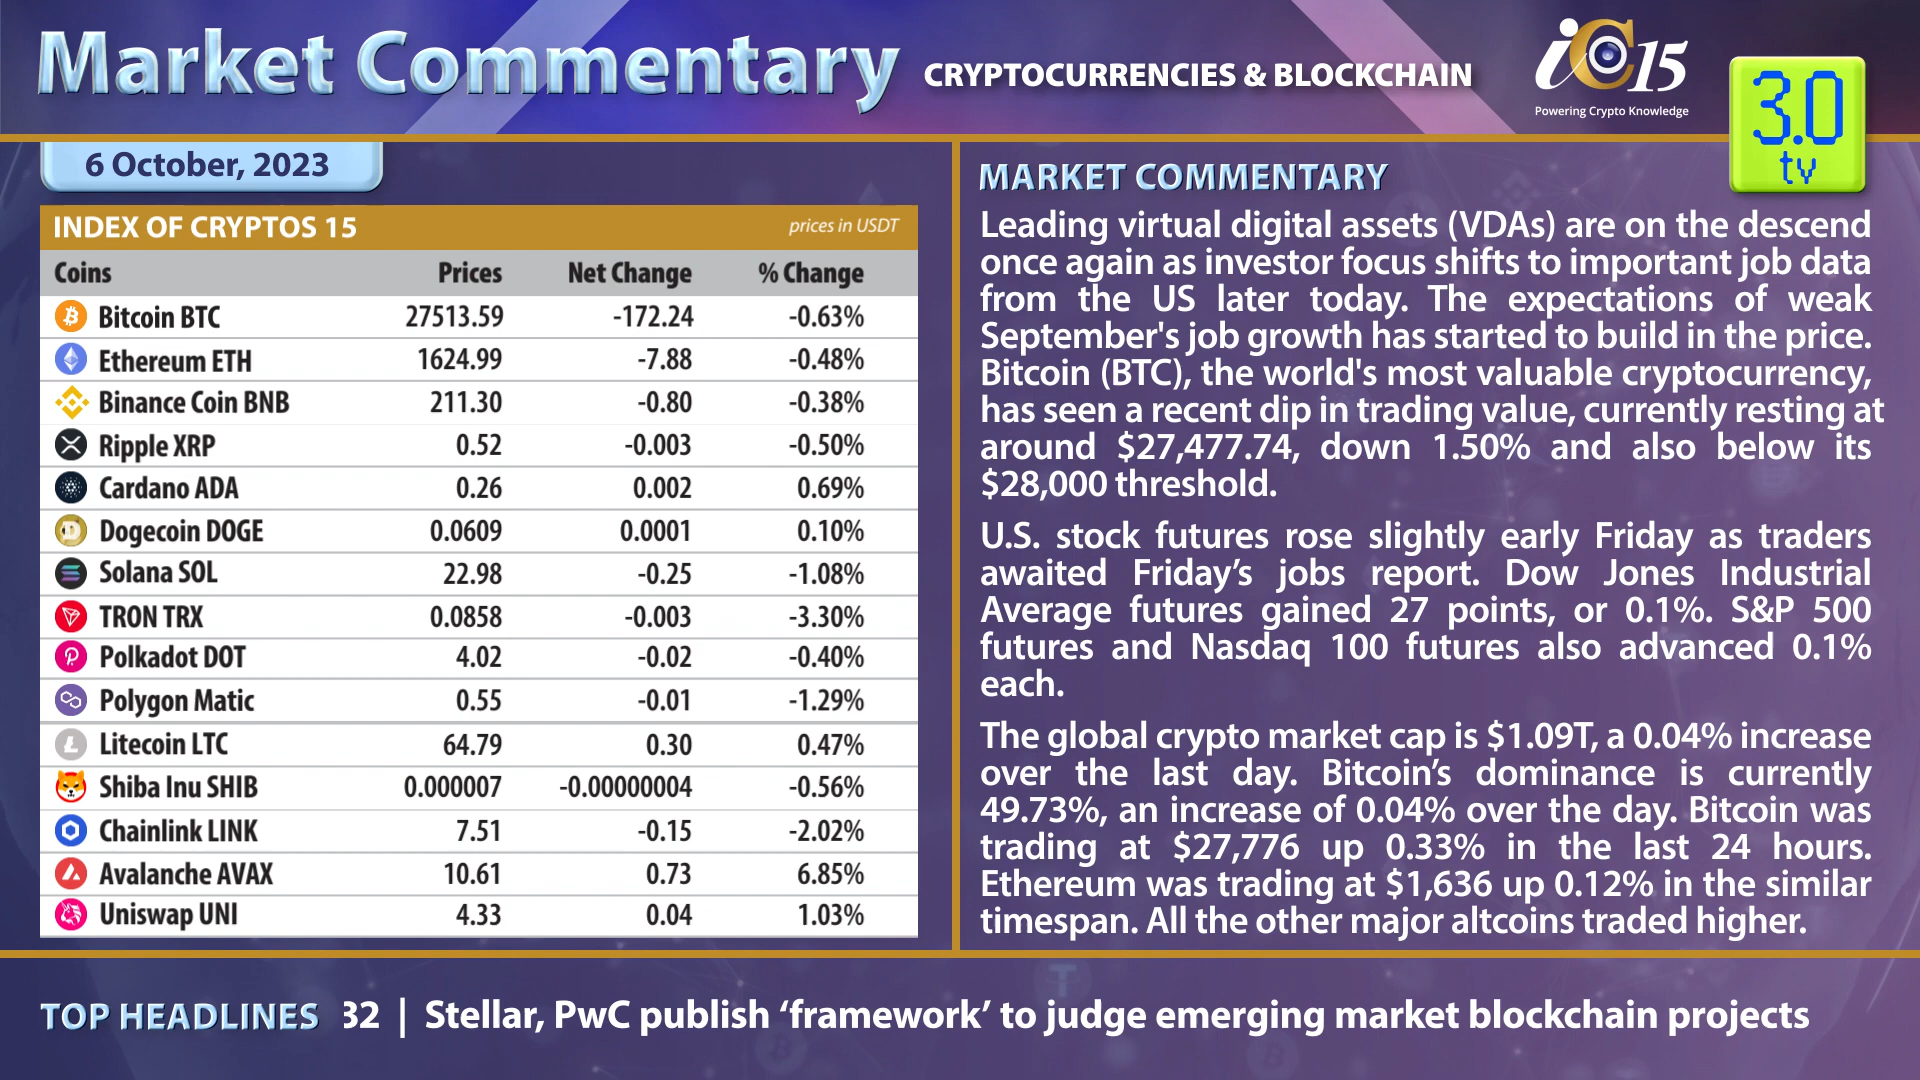 Market Commentary CRYPTOCURRENCIES & BLOCKCHAIN
iC15
Powering Crypto Knowledge
3.0
tv
6 October, 2023
INDEX OF CRYPTOS 15 prices in USDT
Coins Prices Net Change % Change
Bitcoin BTC 27513.59 -172.24 -0.63%
Ethereum ETH 1624.99 -7.88 -0.48%
Binance Coin BNB 211.30 -0.80 -0.38%
Ripple XRP 0.52 -0.003 -0.50%
Cardano ADA 0.26 0.002 0.69%
Dogecoin DOGE 0.0609 0.0001 0.10%
Solana SOL 22.98 -0.25 -1.08%
TRON TRX 0.0858 -0.003 -3.30%
Polkadot DOT 4.02 -0.02 -0.40%
Polygon Matic 0.55 -0.01 -1.29%
Litecoin LTC 64.79 0.30 0.47%
Shiba Inu SHIB 0.000007 -0.00000004 -0.56%
Chainlink LINK 7.51 -0.15 -2.02%
Avalanche AVAX 10.61 0.73 6.85%
Uniswap UNI 4.33 0.04 1.03%
MARKET COMMENTARY
Leading virtual digital assets (VDAs) are on the descend
once again as investor focus shifts to important job data
from the US later today. The expectations of weak
September's job growth has started to build in the price.
Bitcoin (BTC), the world's most valuable cryptocurrency,
has seen a recent dip in trading value, currently resting at
around $27,477.74, down 1.50% and also below its
$28,000 threshold.
U.S. stock futures rose slightly early Friday as traders
awaited Friday’s jobs report. Dow Jones Industrial
Average futures gained 27 points, or 0.1%. S&P 500
futures and Nasdaq 100 futures also advanced 0.1%
each.
The global crypto market cap is $1.09T, a 0.04% increase
over the last day. Bitcoin’s dominance is currently
49.73%, an increase of 0.04% over the day. Bitcoin was
trading at $27,776 up 0.33% in the last 24 hours.
Ethereum was trading at $1,636 up 0.12% in the similar
timespan. All the other major altcoins traded higher.
TOP HEADLINES 32 | Stellar, PwC publish ‘framework’ to judge emerging market blockchain projects